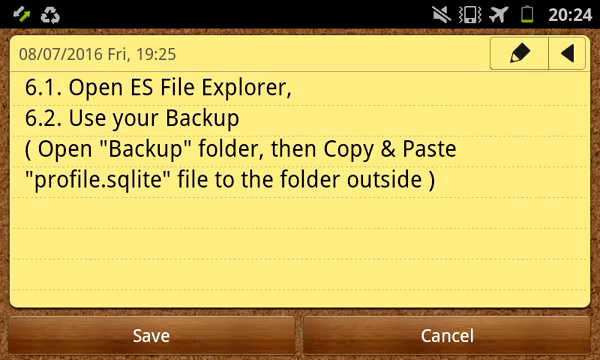 20:24
08/07/2016 Fri, 19:25
6.1. Open ES File Explorer,
6.2. Use your Backup
( Open "Backup" folder, then Copy & Paste
"profile.sqlite" file to the folder outside )
Save Cancel